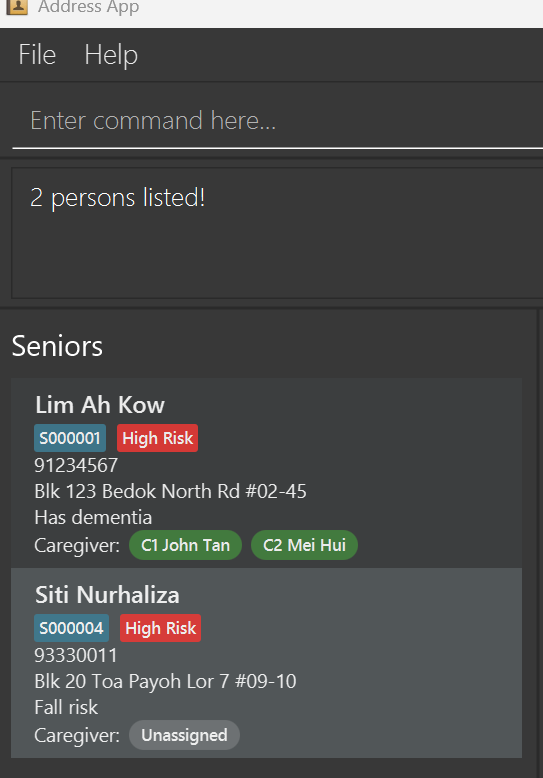 Address App
File Help
Enter command here...
2 persons listed!
Seniors
Lim Ah Kow
S000001 High Risk
91234567
Blk 123 Bedok North Rd #02-45
Has dementia
Caregiver: C1 John Tan C2 Mei Hui
Siti Nurhaliza
S000004 High Risk
93330011
Blk 20 Toa Payoh Lor 7 #09-10
Fall risk
Caregiver: Unassigned